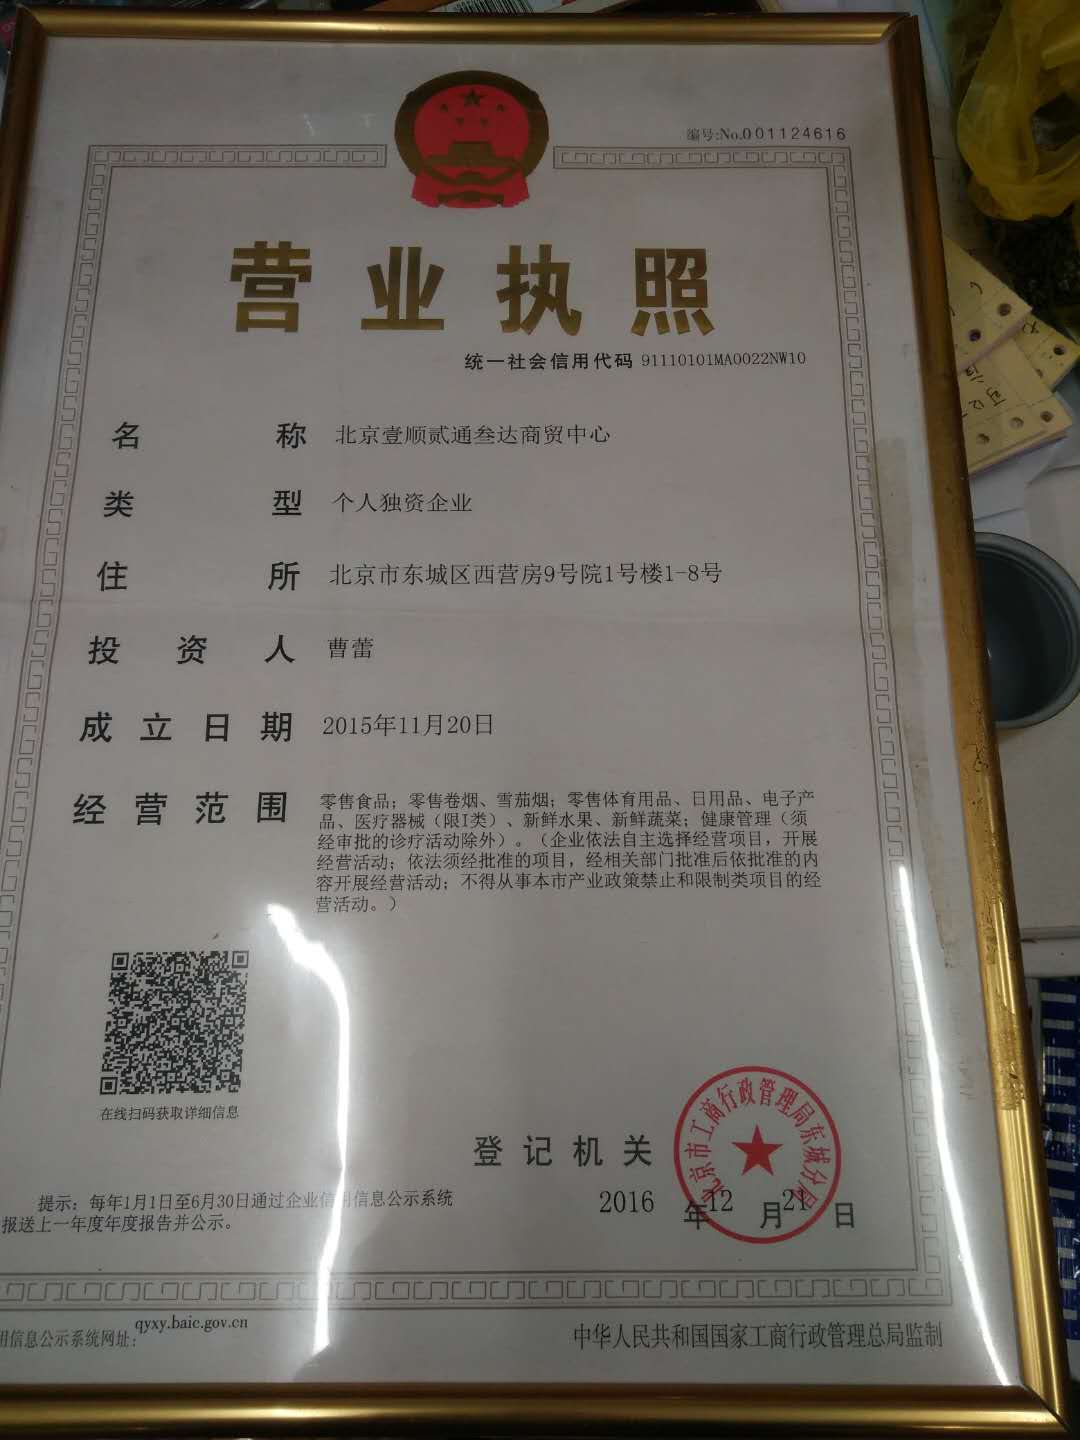 编号:No.001124616
营业执照
统一社会信用代码 91110101MA0022NW10
名称 北京壹顺贰通叁达商贸中心
类型 个人独资企业
住所 北京市东城区西营房9号院1号楼1-8号
投资人 曹蕾
成立日期 2015年11月20日
经营范围 零售食品；零售卷烟、雪茄烟；零售体育用品、日用品、电子产
品、医疗器械（限I类）、新鲜水果、新鲜蔬菜；健康管理（须
经审批的诊疗活动除外）。（企业依法自主选择经营项目，开展
经营活动；依法须经批准的项目，经相关部门批准后依批准的内
容开展经营活动；不得从事本市产业政策禁止和限制类项目的经
营活动。）
在线扫码获取详细信息
登记机关
北京市工商行政管理局东城分局
2016年12月21日
提示：每年1月1日至6月30日通过企业信用信息公示系统
报送上一年度年度报告并公示。
用信息公示系统网址：qyxy.baic.gov.cn
中华人民共和国国家工商行政管理总局监制